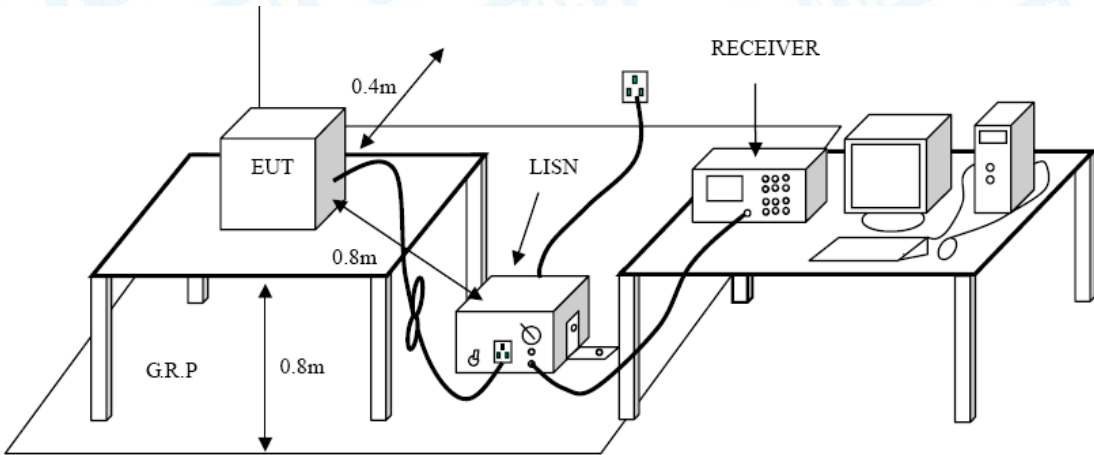 RECEIVER
0.4m
EUT
LISN
0.8m
G.R.P
0.8m